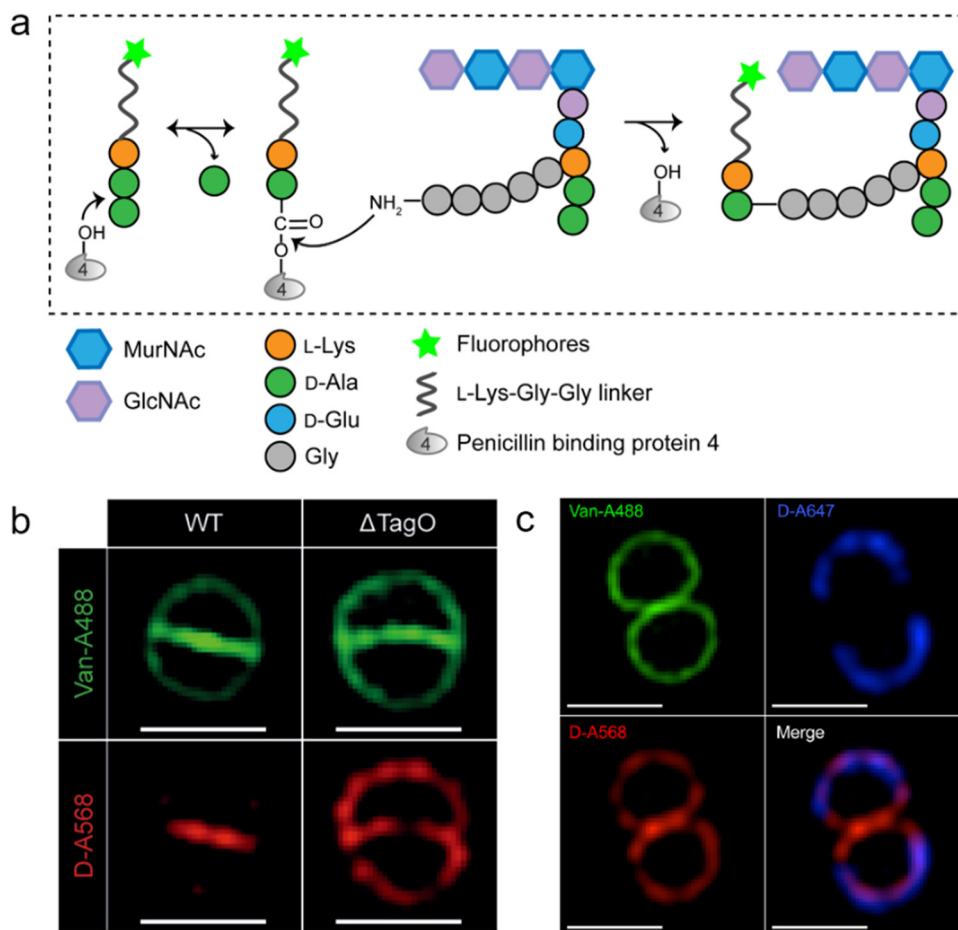 a
OH
4
C=O
O
4
NH2
OH
4
MurNAc
GlcNAc
L-Lys
D-Ala
D-Glu
Gly
Fluorophores
L-Lys-Gly-Gly linker
4 Penicillin binding protein 4
b
WT
ΔTagO
Van-A488
D-A568
c
Van-A488
D-A647
D-A568
Merge